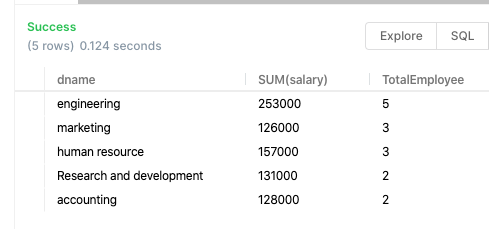 Success
(5 rows) 0.124 seconds
Explore SQL
dname SUM(salary) TotalEmployee
engineering 253000 5
marketing 126000 3
human resource 157000 3
Research and development 131000 2
accounting 128000 2